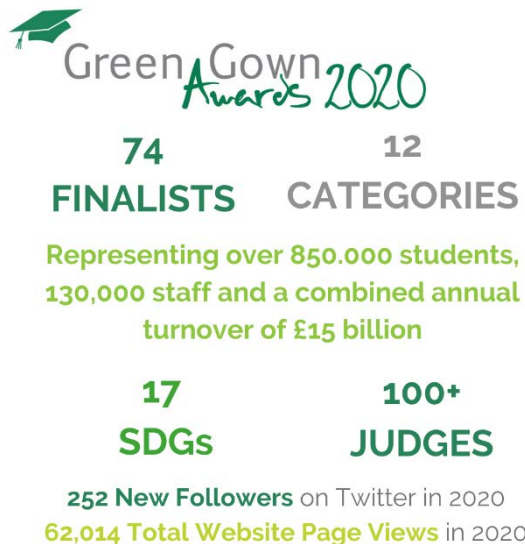 Green Gown
Awards 2020
74
FINALISTS
12
CATEGORIES
Representing over 850.000 students,
130,000 staff and a combined annual
turnover of £15 billion
17
SDGs
100+
JUDGES
252 New Followers on Twitter in 2020
62,014 Total Website Page Views in 2020